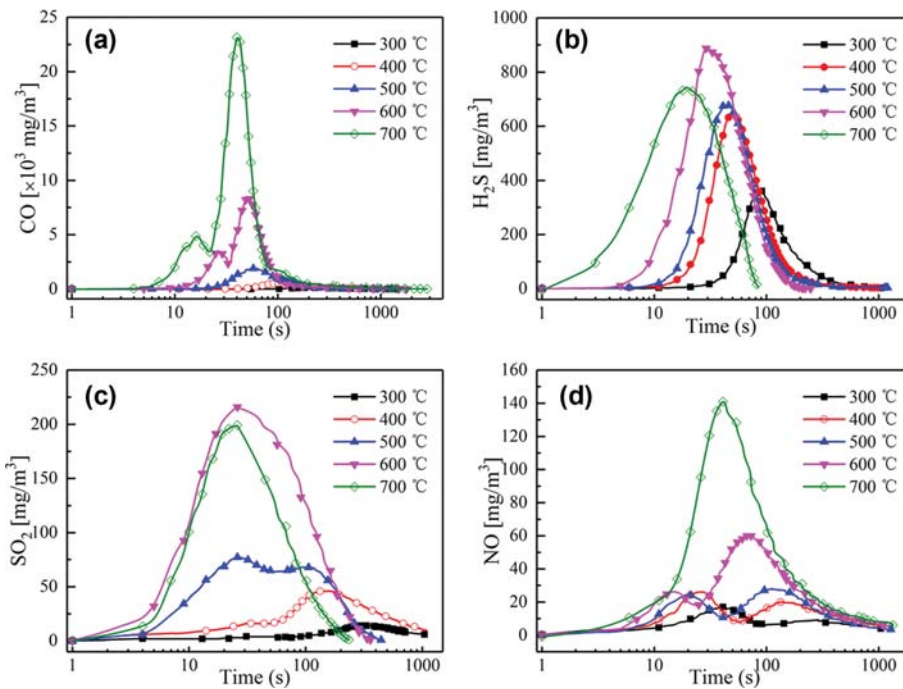 (a)
CO [×10³ mg/m³]
25
20
15
10
5
0
300 ℃
400 ℃
500 ℃
600 ℃
700 ℃
1 10 100 1000
Time (s)
(b)
H₂S [mg/m³]
1000
800
600
400
200
0
300 ℃
400 ℃
500 ℃
600 ℃
700 ℃
1 10 100 1000
Time (s)
(c)
SO₂ [mg/m³]
250
200
150
100
50
0
300 ℃
400 ℃
500 ℃
600 ℃
700 ℃
1 10 100 1000
Time (s)
(d)
NO [mg/m³]
160
140
120
100
80
60
40
20
0
300 ℃
400 ℃
500 ℃
600 ℃
700 ℃
1 10 100 1000
Time (s)